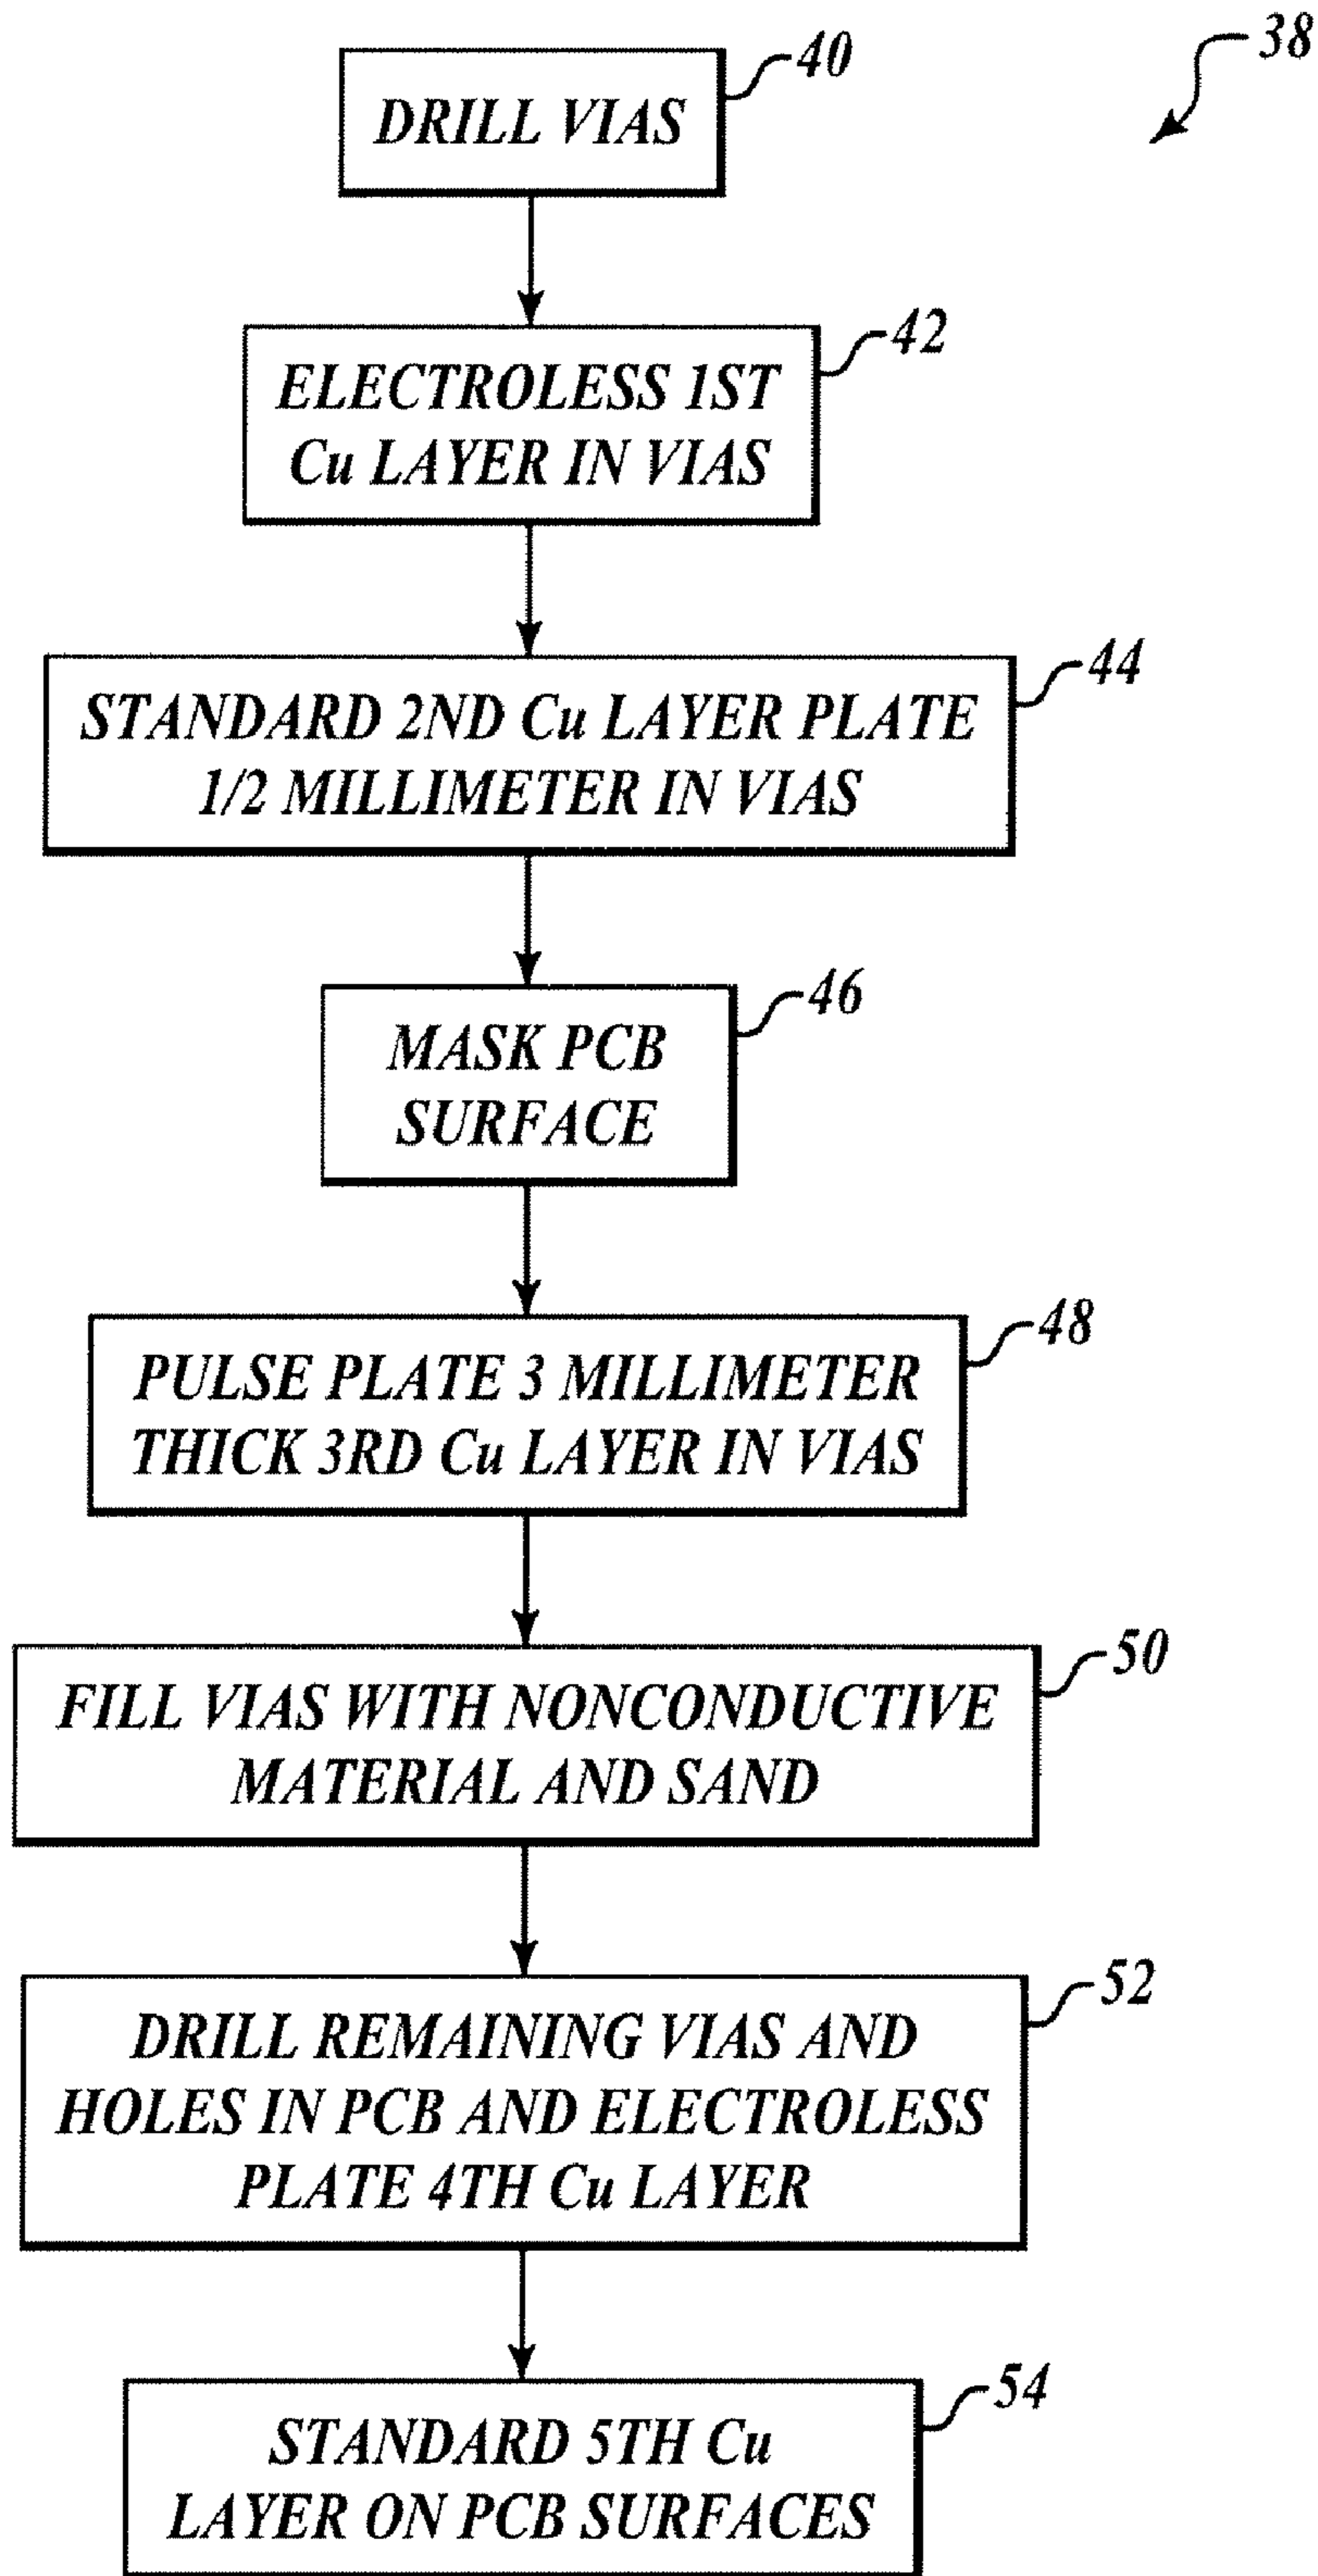 38
40
DRILL VIAS
42
ELECTROLESS 1ST
Cu LAYER IN VIAS
44
STANDARD 2ND Cu LAYER PLATE
1/2 MILLIMETER IN VIAS
46
MASK PCB
SURFACE
48
PULSE PLATE 3 MILLIMETER
THICK 3RD Cu LAYER IN VIAS
50
FILL VIAS WITH NONCONDUCTIVE
MATERIAL AND SAND
52
DRILL REMAINING VIAS AND
HOLES IN PCB AND ELECTROLESS
PLATE 4TH Cu LAYER
54
STANDARD 5TH Cu
LAYER ON PCB SURFACES